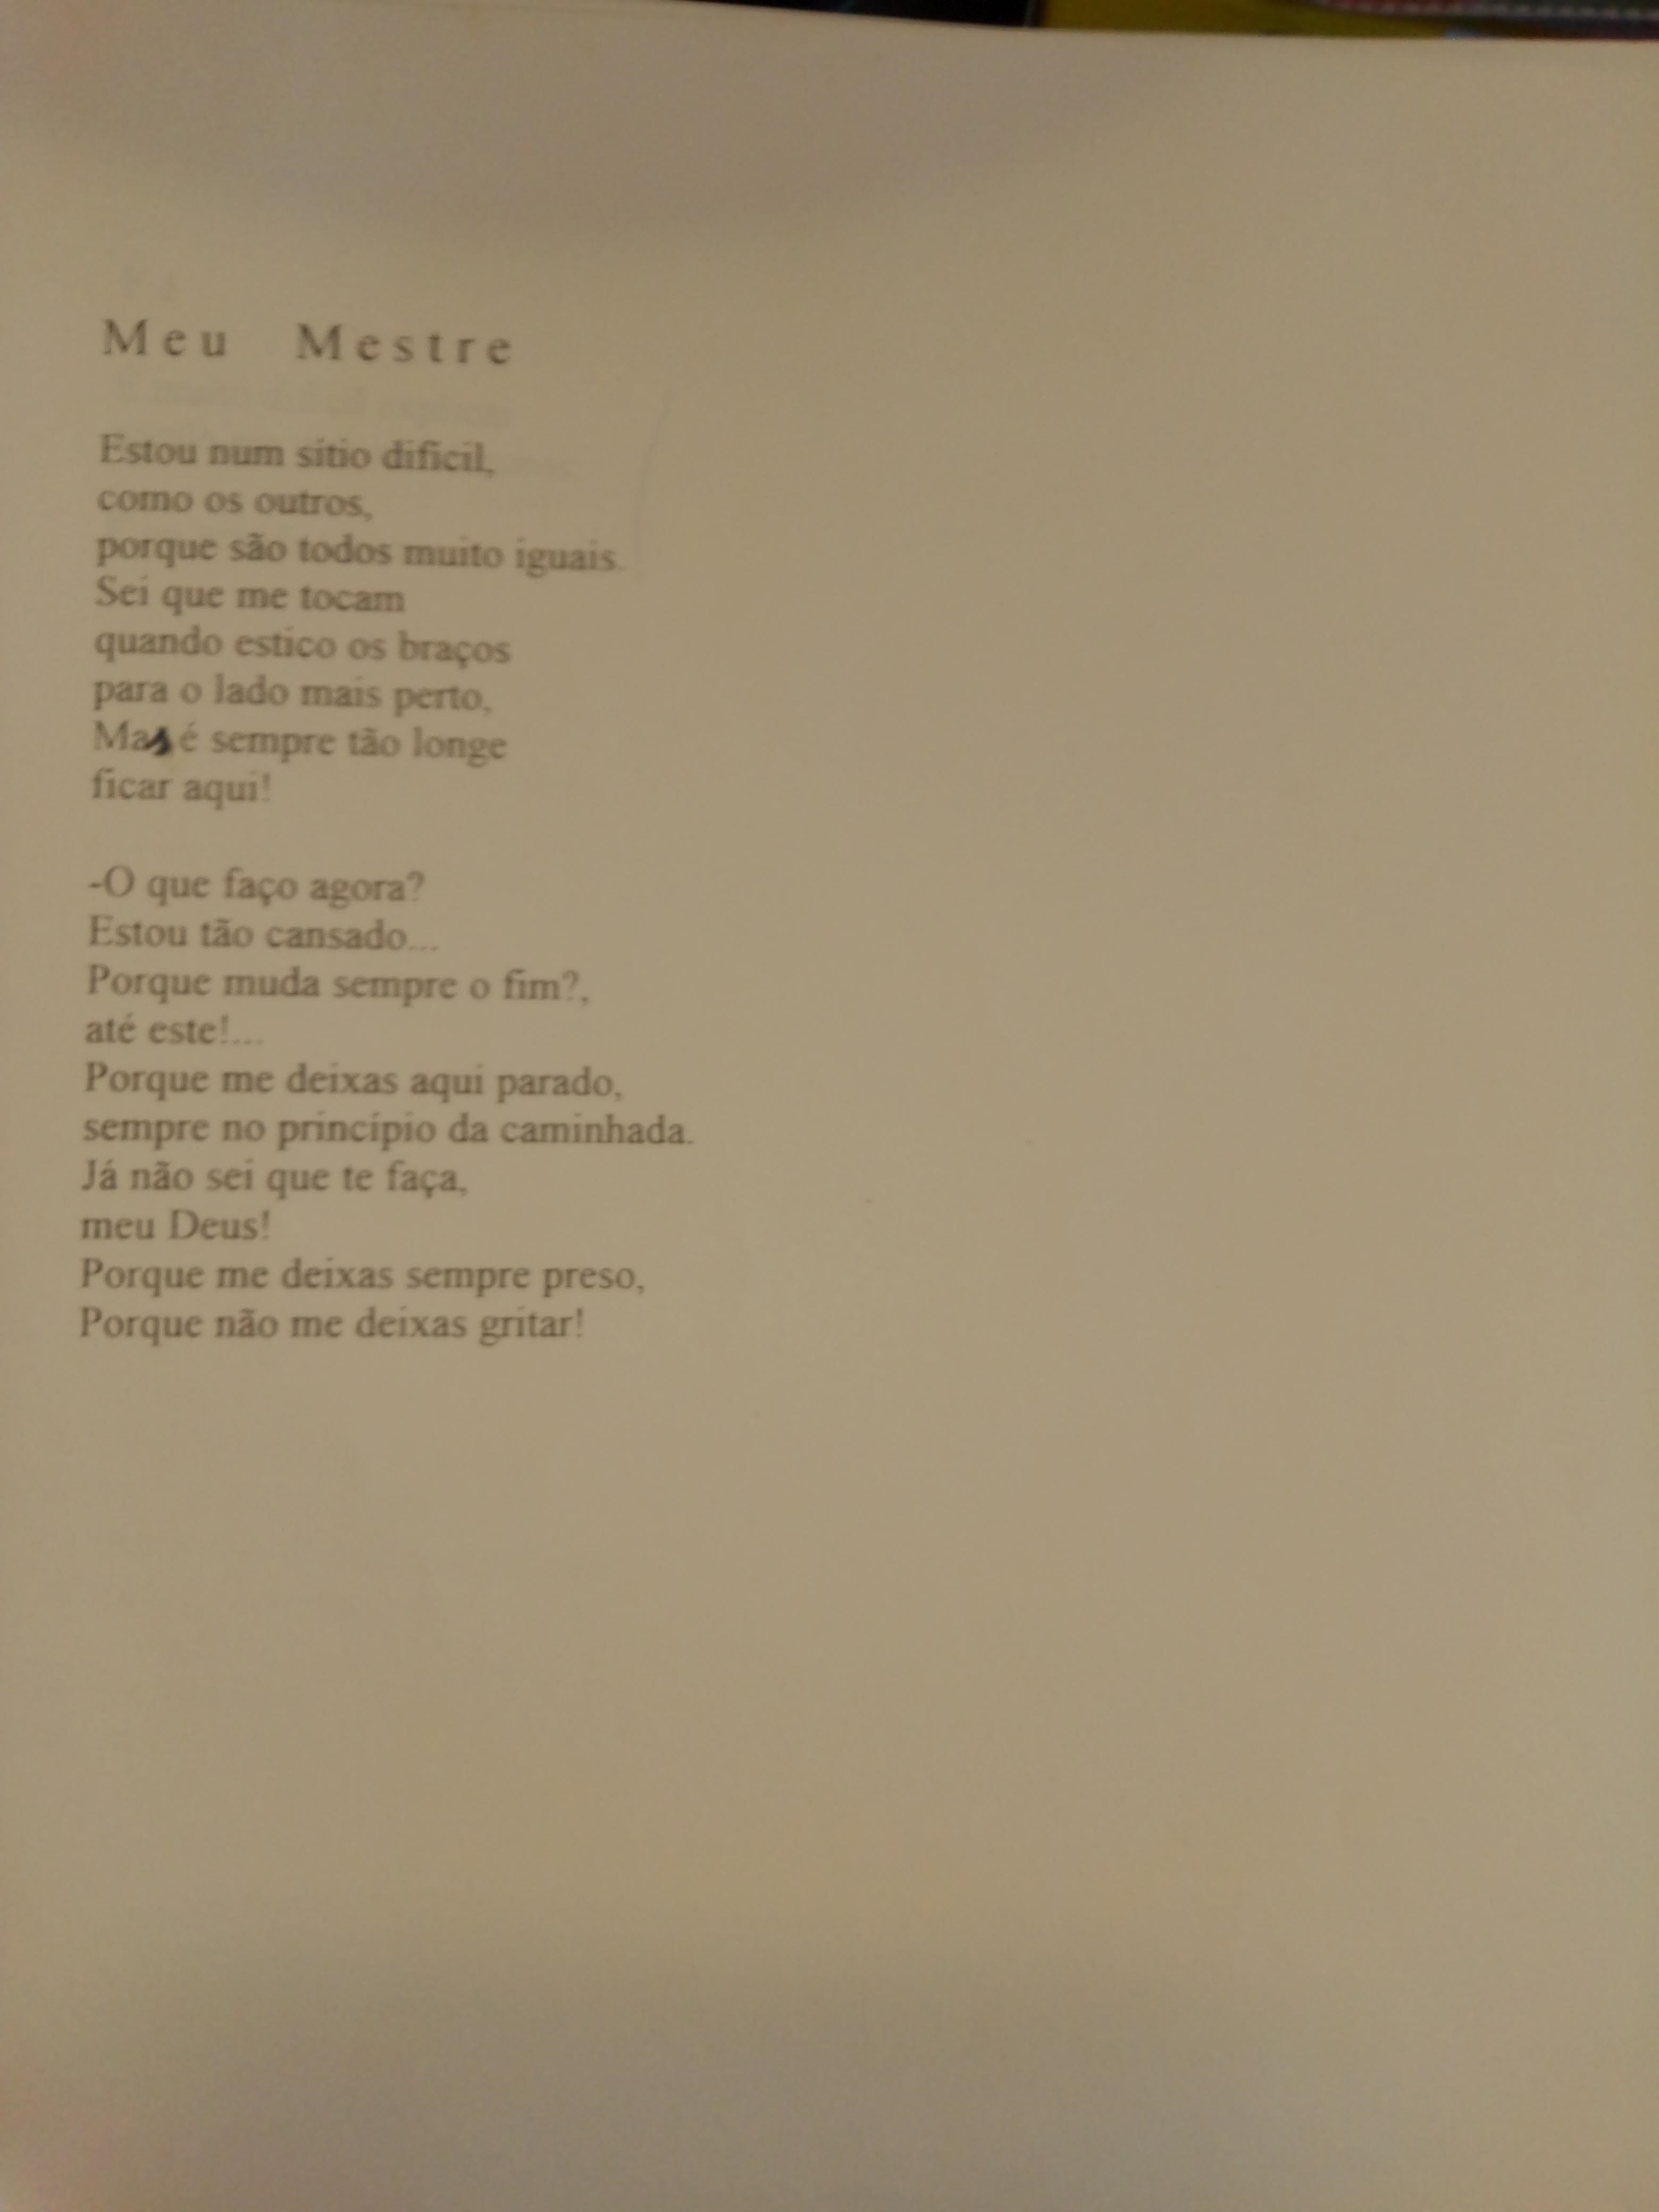 Meu Mestre
Estou num sítio difícil,
como os outros,
porque são todos muito iguais.
Sei que me tocam
quando estico os braços
para o lado mais perto,
Mas é sempre tão longe
ficar aqui!
-O que faço agora?
Estou tão cansado...
Porque muda sempre o fim?,
até este!...
Porque me deixas aqui parado,
sempre no princípio da caminhada.
Já não sei que te faça,
meu Deus!
Porque me deixas sempre preso,
Porque não me deixas gritar!